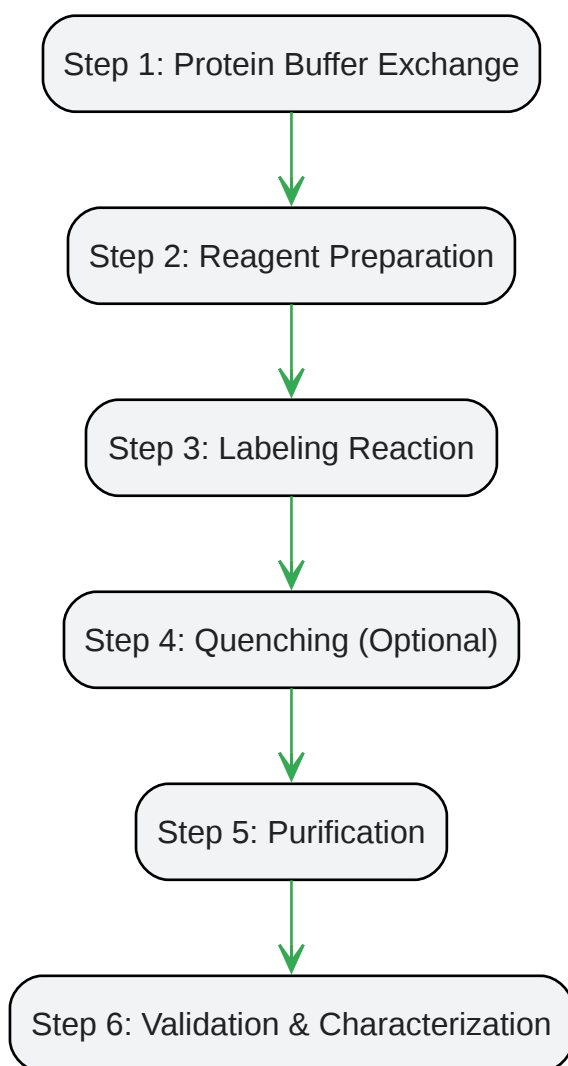 Step 1: Protein Buffer Exchange
Step 2: Reagent Preparation
Step 3: Labeling Reaction
Step 4: Quenching (Optional)
Step 5: Purification
Step 6: Validation & Characterization